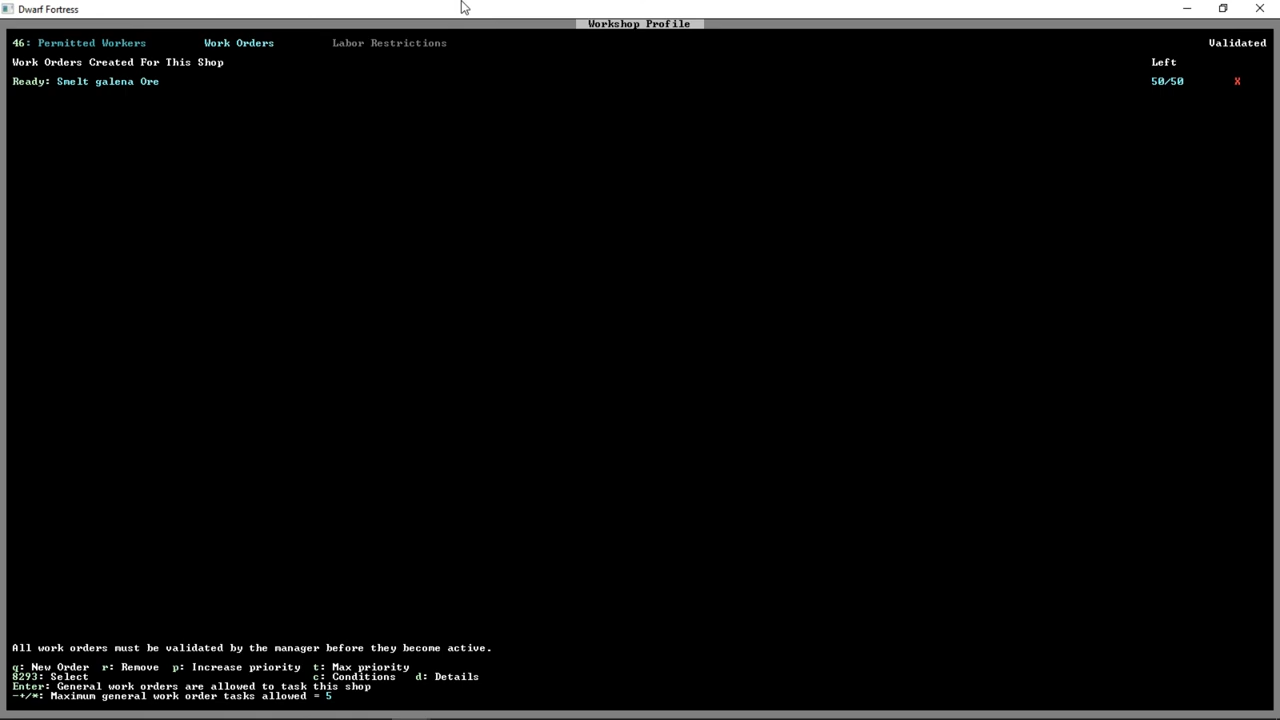 Dwarf Fortress
Workshop Profile
46: Permitted Workers Work Orders Labor Restrictions Validated
Work Orders Created For This Shop Left
Ready: Smelt galena Ore 50/50 X
All work orders must be validated by the manager before they become active.
q: New Order r: Remove p: Increase priority t: Max priority
8293: Select c: Conditions d: Details
Enter: General work orders are allowed to task this shop
-+/*: Maximum general work order tasks allowed = 5